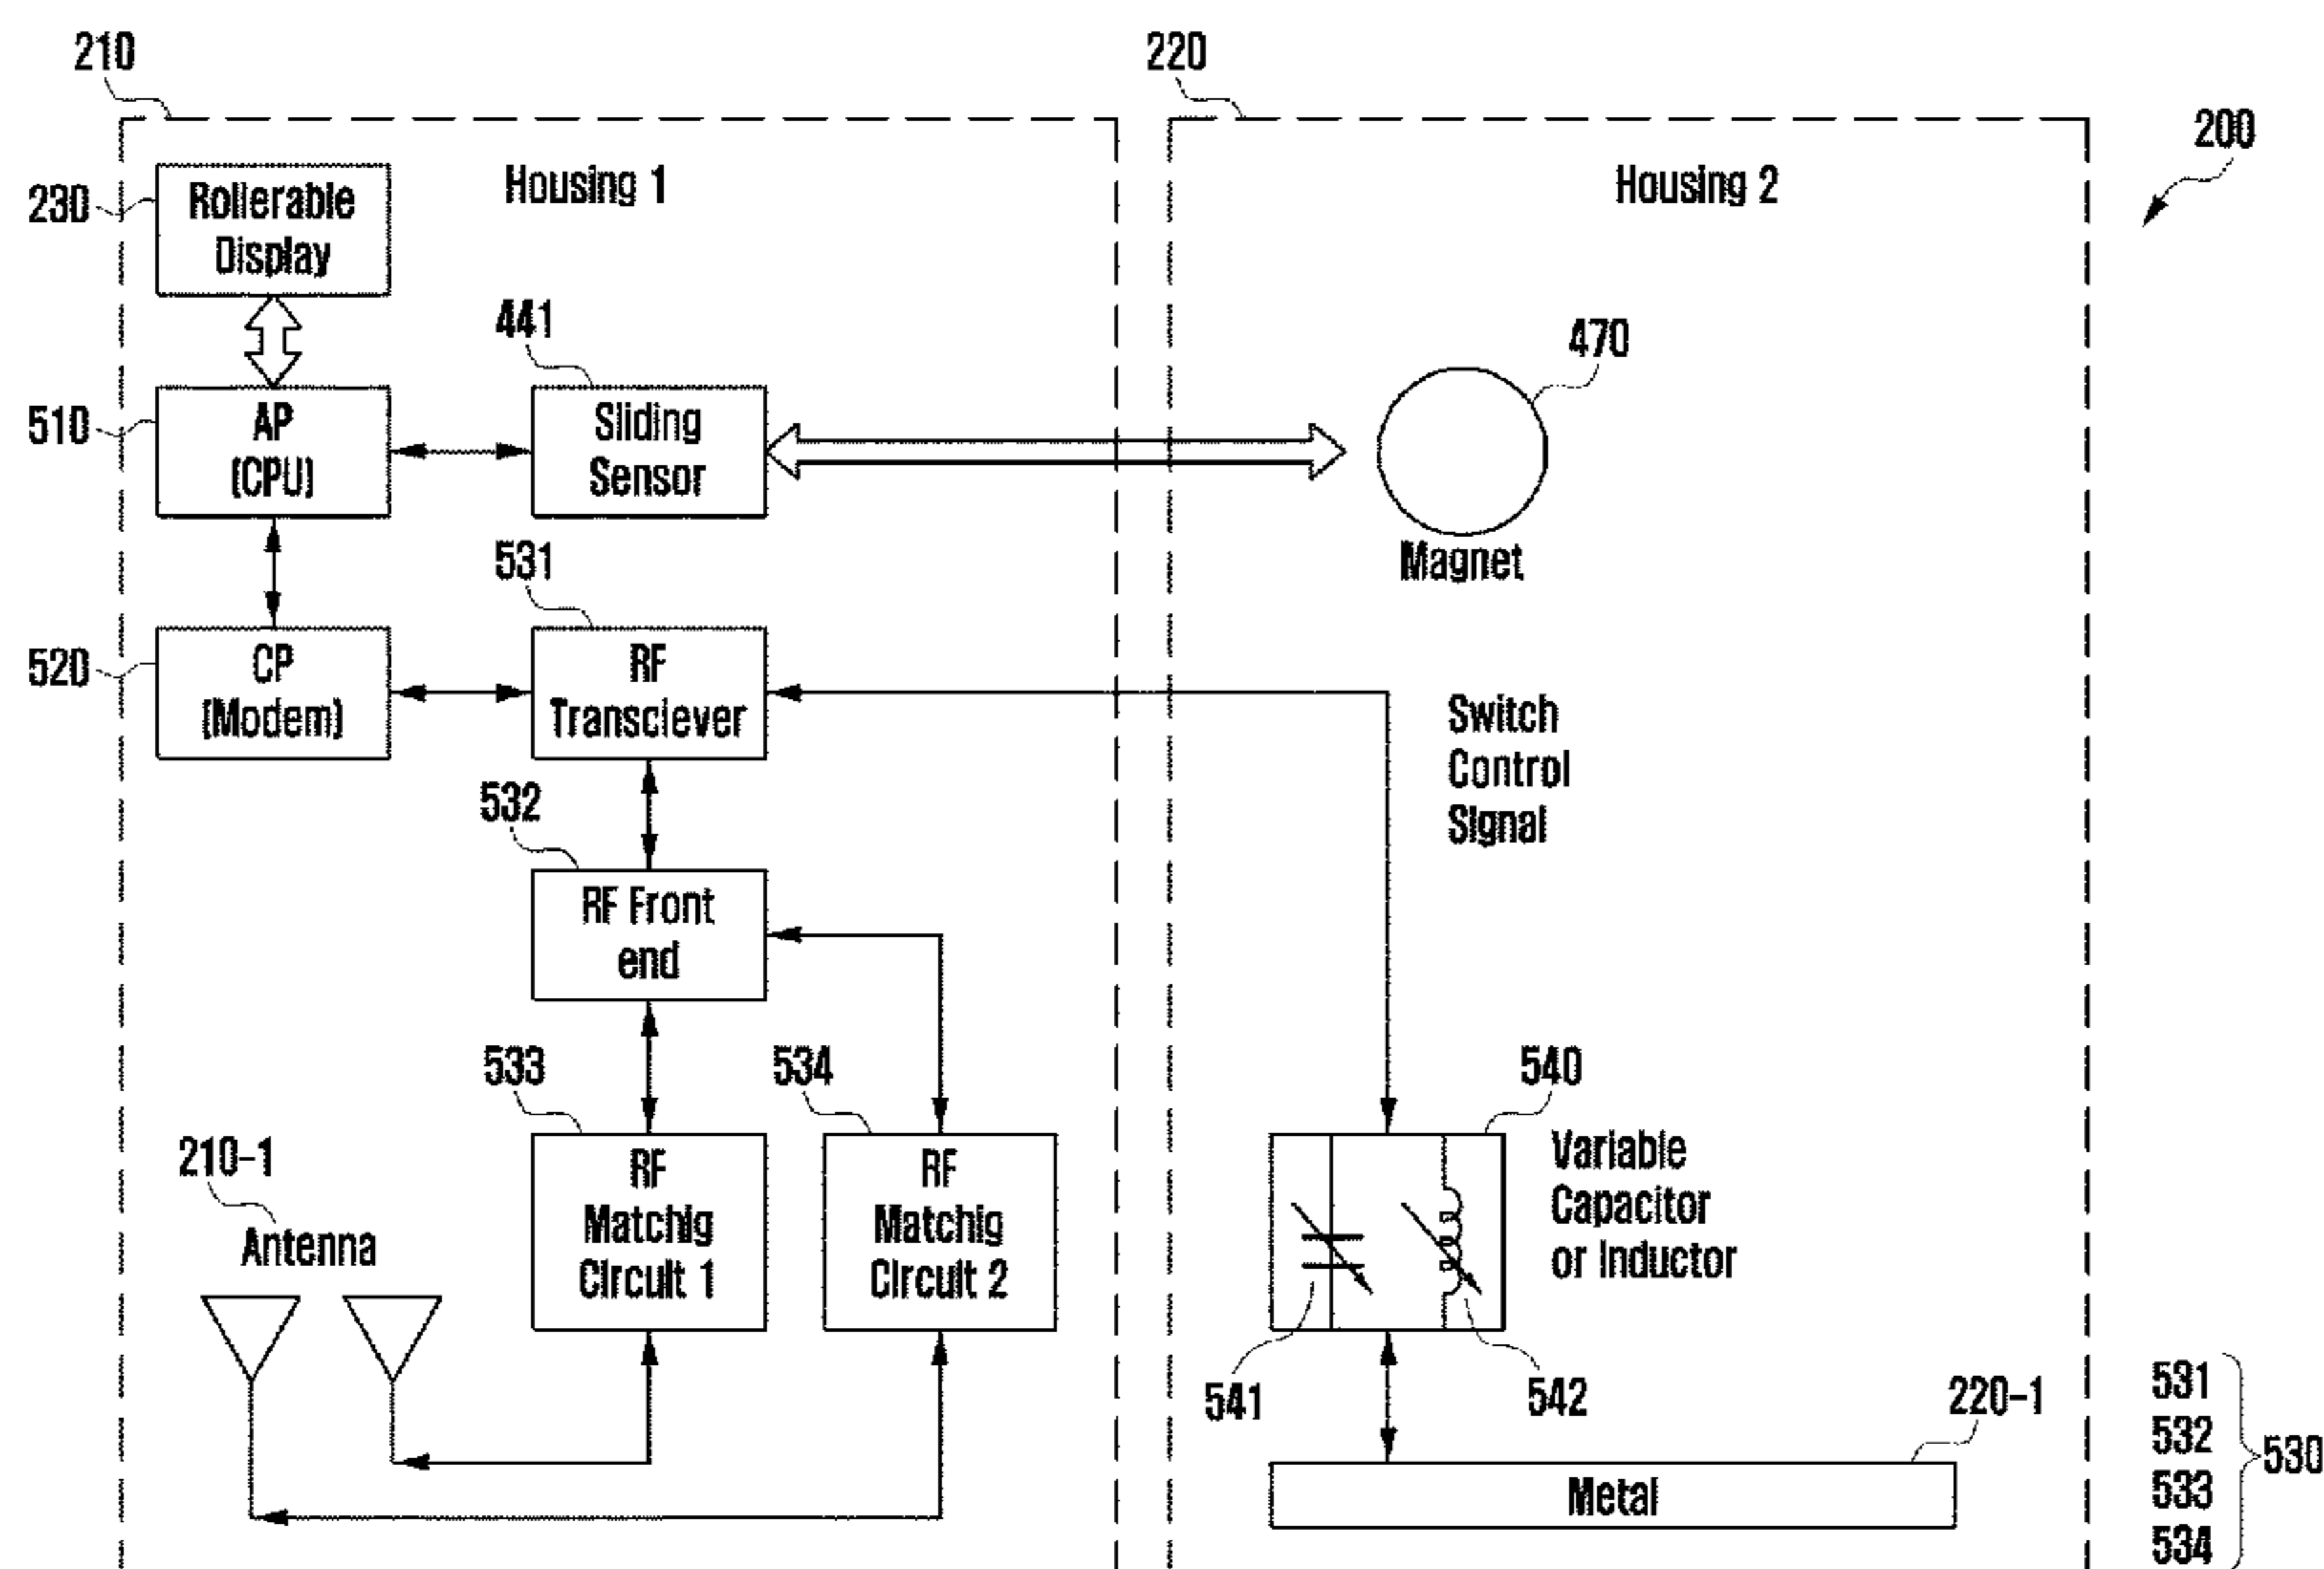 210
220
200
Housing 1
Housing 2
230
Rollerable
Display
441
470
510
AP
(CPU)
Sliding
Sensor
Magnet
531
520
CP
(Modem)
RF
Transciever
Switch
Control
Signal
532
RF Front
end
533
534
540
210-1
Antenna
RF
Matchig
Circuit 1
RF
Matchig
Circuit 2
Variable
Capacitor
or Inductor
541
542
220-1
Metal
531
532
533
534
530